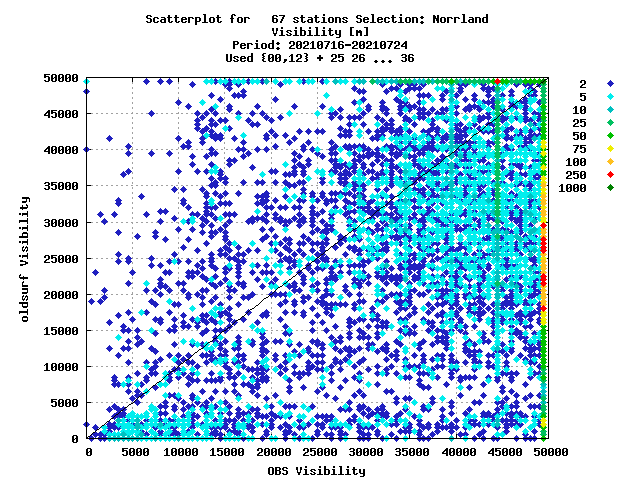 Scatterplot for   67 stations Selection: Norrland
Visibility [m]
Period: 20210716-20210724
Used {00,12} + 25 26 ... 36
50000
45000
40000
35000
30000
25000
20000
15000
10000
5000
0
oldsurf Visibility
0 5000 10000 15000 20000 25000 30000 35000 40000 45000 50000
OBS Visibility
2
5
10
25
50
75
100
250
1000